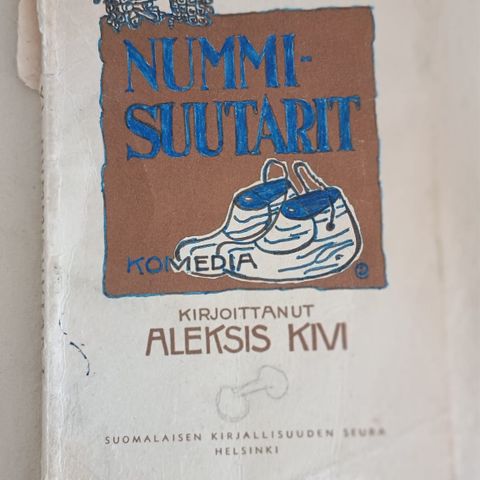 NUMMI-
SUUTARIT
KOMEDIA
KIRJOITTANUT
ALEKSIS KIVI
SUOMALAISEN KIRJALLISUUDEN SEURA
HELSINKI